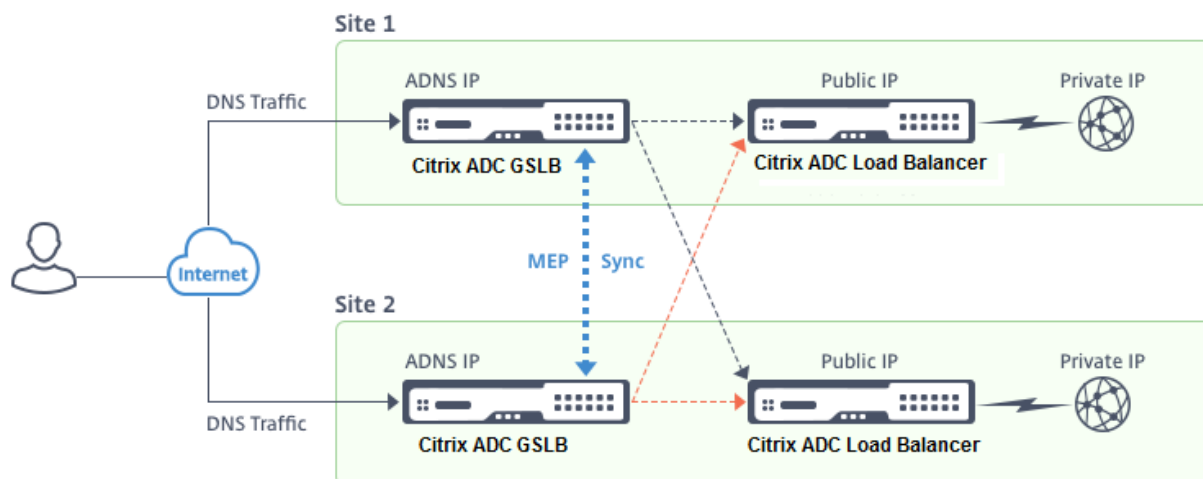 Site 1
ADNS IP
Public IP
Private IP
DNS Traffic
Citrix ADC GSLB
Citrix ADC Load Balancer
Internet
MEP Sync
Site 2
ADNS IP
Public IP
Private IP
DNS Traffic
Citrix ADC GSLB
Citrix ADC Load Balancer